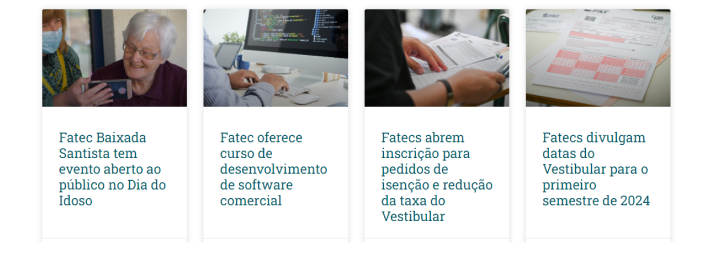 Fatec Baixada
Santista tem
evento aberto ao
público no Dia do
Idoso
Fatec oferece
curso de
desenvolvimento
de software
comercial
Fatecs abrem
inscrição para
pedidos de
isenção e redução
da taxa do
Vestibular
Fatecs divulgam
datas do
Vestibular para o
primeiro
semestre de 2024